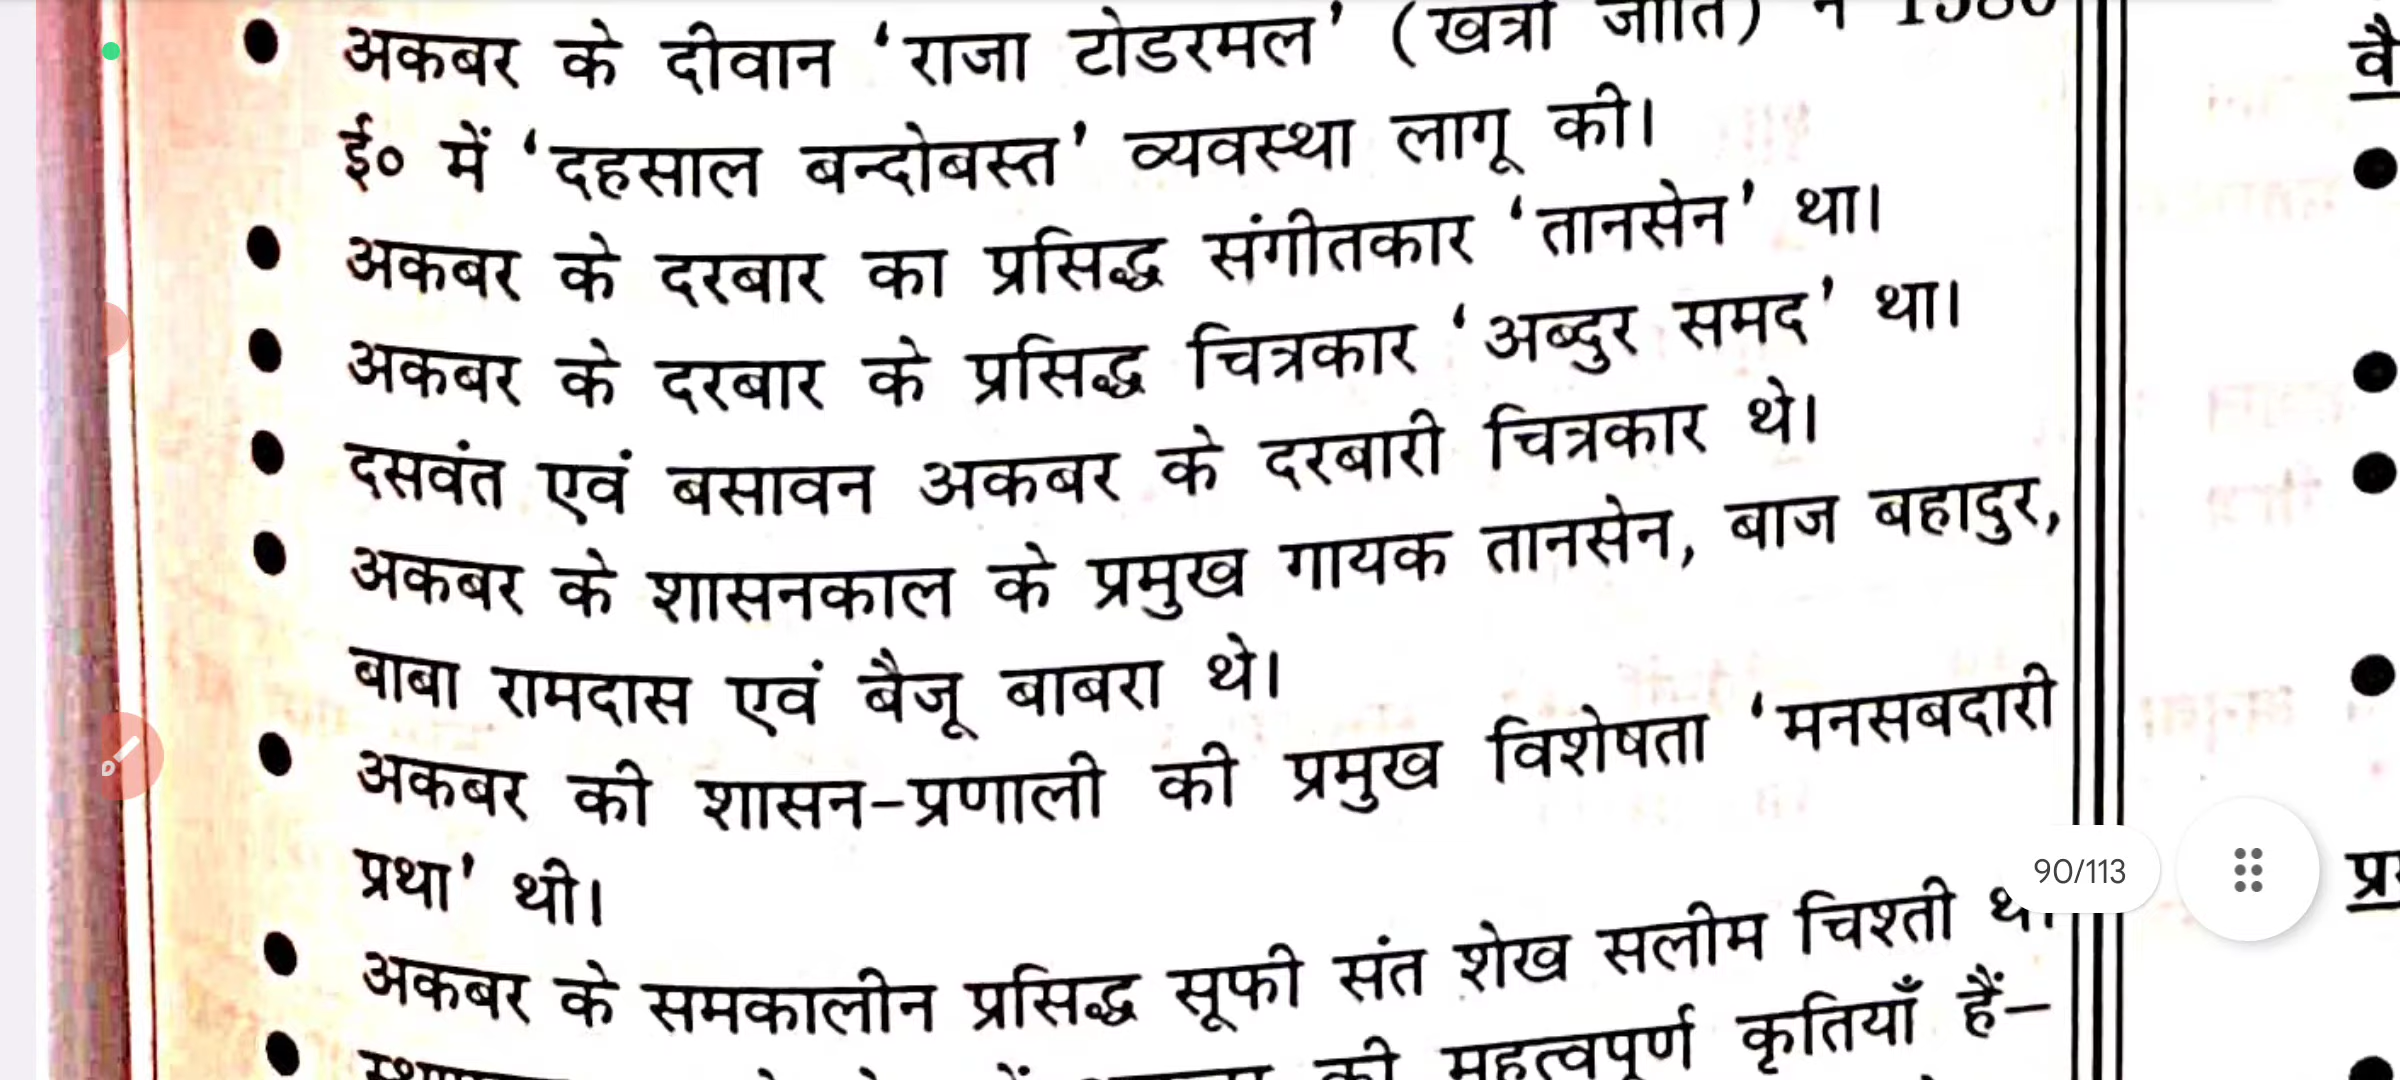 अकबर के दीवान ‘राजा टोडरमल’ (खत्री जाति) ने 1580
ई० में ‘दहसाल बन्दोबस्त’ व्यवस्था लागू की।
अकबर के दरबार का प्रसिद्ध संगीतकार ‘तानसेन’ था।
अकबर के दरबार के प्रसिद्ध चित्रकार ‘अब्दुर समद’ था।
दसवंत एवं बसावन अकबर के दरबारी चित्रकार थे।
अकबर के शासनकाल के प्रमुख गायक तानसेन, बाज बहादुर,
बाबा रामदास एवं बैजू बाबरा थे।
अकबर की शासन-प्रणाली की प्रमुख विशेषता ‘मनसबदारी
प्रथा’ थी।
अकबर के समकालीन प्रसिद्ध सूफी संत शेख सलीम चिश्ती
की महत्वपूर्ण कृतियाँ हैं–
वै
90/113